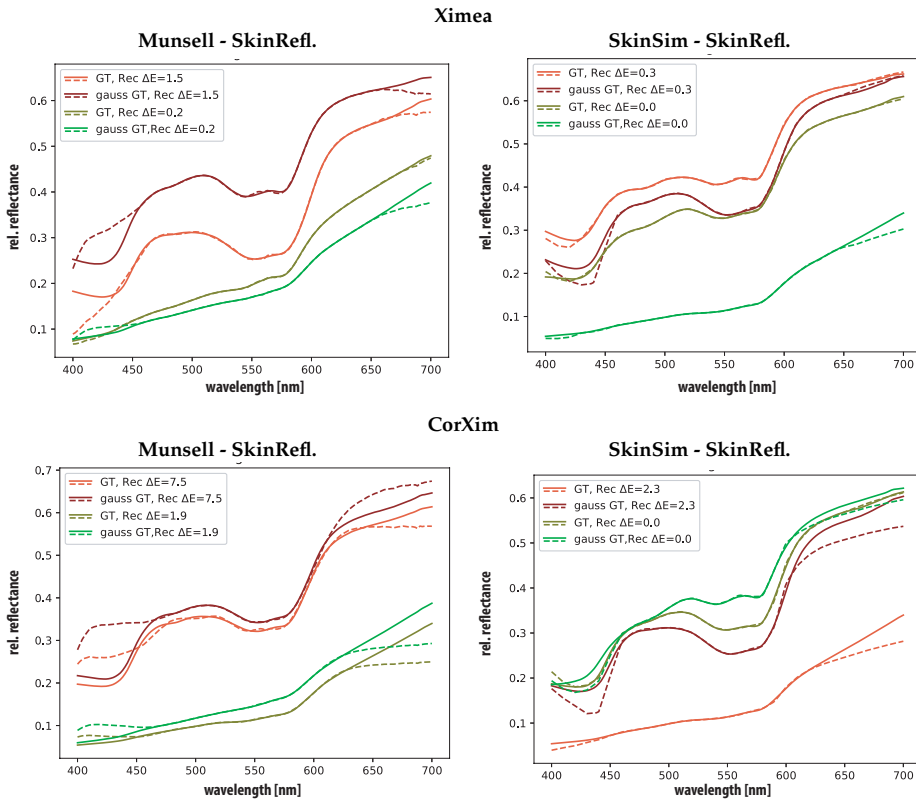 Ximea
Munsell - SkinRefl.
SkinSim - SkinRefl.
GT, Rec ΔE=1.5
gauss GT, Rec ΔE=1.5
GT, Rec ΔE=0.2
gauss GT,Rec ΔE=0.2
0.6
0.5
0.4
0.3
0.2
0.1
rel. reflectance
400 450 500 550 600 650 700
wavelength [nm]
GT, Rec ΔE=0.3
gauss GT, Rec ΔE=0.3
GT, Rec ΔE=0.0
gauss GT,Rec ΔE=0.0
0.6
0.5
0.4
0.3
0.2
0.1
rel. reflectance
400 450 500 550 600 650 700
wavelength [nm]
CorXim
Munsell - SkinRefl.
SkinSim - SkinRefl.
GT, Rec ΔE=7.5
gauss GT, Rec ΔE=7.5
GT, Rec ΔE=1.9
gauss GT,Rec ΔE=1.9
0.7
0.6
0.5
0.4
0.3
0.2
0.1
rel. reflectance
400 450 500 550 600 650 700
wavelength [nm]
GT, Rec ΔE=2.3
gauss GT, Rec ΔE=2.3
GT, Rec ΔE=0.0
gauss GT,Rec ΔE=0.0
0.6
0.5
0.4
0.3
0.2
0.1
rel. reflectance
400 450 500 550 600 650 700
wavelength [nm]